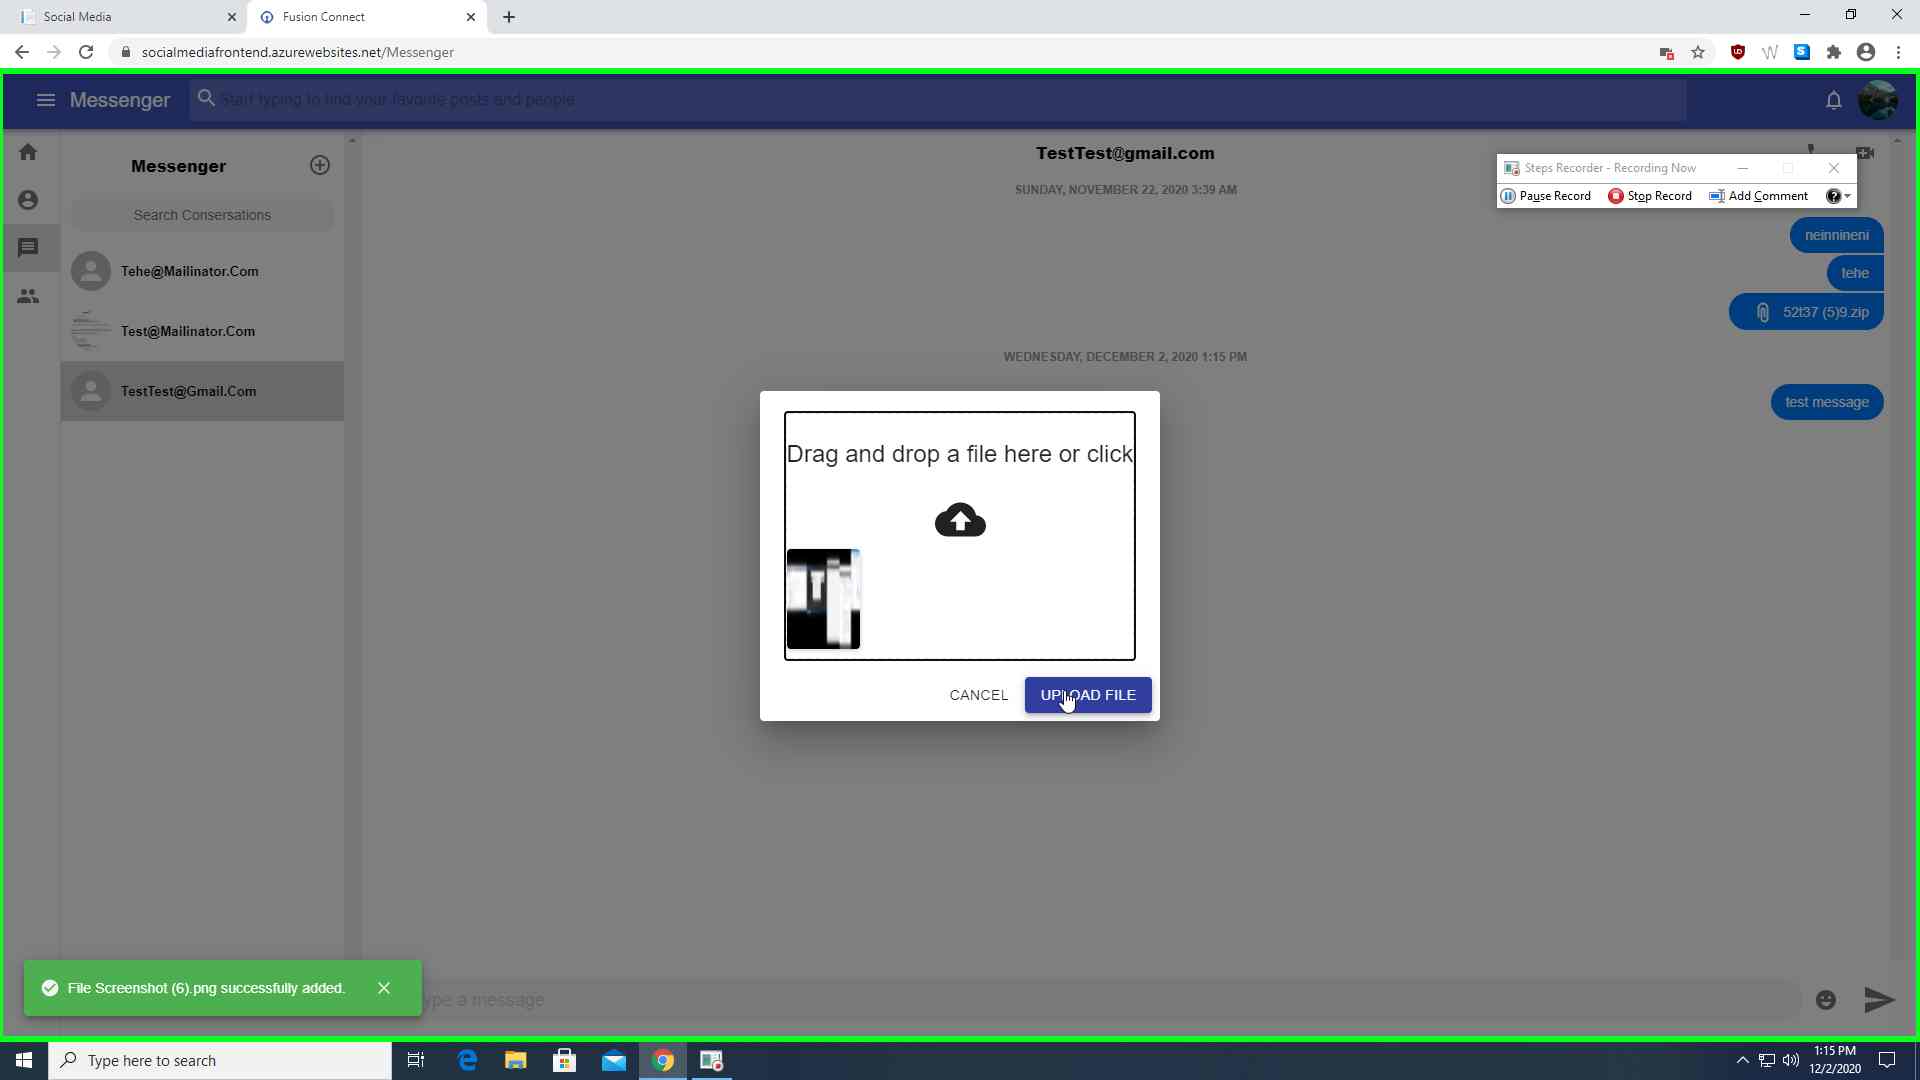 Social Media
Fusion Connect
socialmediafrontend.azurewebsites.net/Messenger
Messenger
Start typing to find your favorite posts and people
Messenger
Search Consersations
Tehe@Mailinator.Com
Test@Mailinator.Com
TestTest@Gmail.Com
TestTest@gmail.com
SUNDAY, NOVEMBER 22, 2020 3:39 AM
Steps Recorder - Recording Now
Pause Record
Stop Record
Add Comment
neinnineni
tehe
52t37 (5)9.zip
WEDNESDAY, DECEMBER 2, 2020 1:15 PM
test message
Drag and drop a file here or click
CANCEL
UPLOAD FILE
File Screenshot (6).png successfully added.
ype a message
Type here to search
1:15 PM
12/2/2020